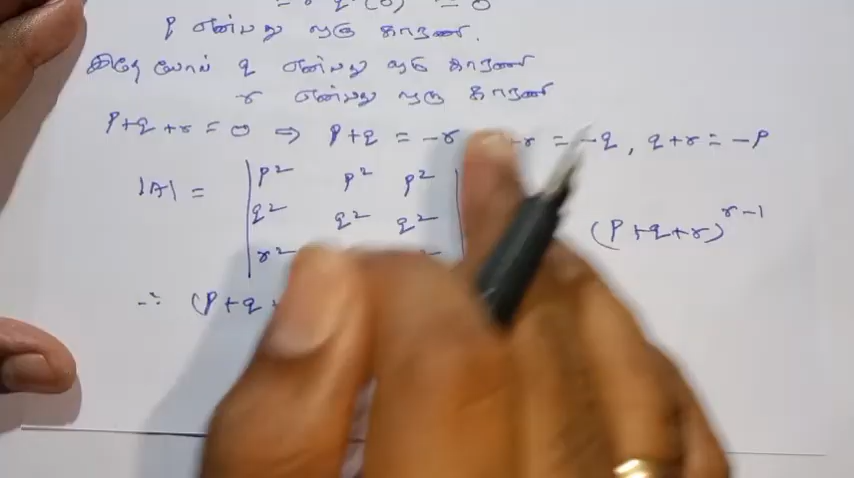 P என்பது ஒரு காரணி.
இதே போல் q என்பது ஒரு காரணி
r என்பது ஒரு காரணி
P+q+r = 0 ⇒ P+q = -r +r = -q, q+r = -P
|A| = | p² p² p² |
q² q² q² (P+q+r)^{r-1}
r²
∴ (P+q